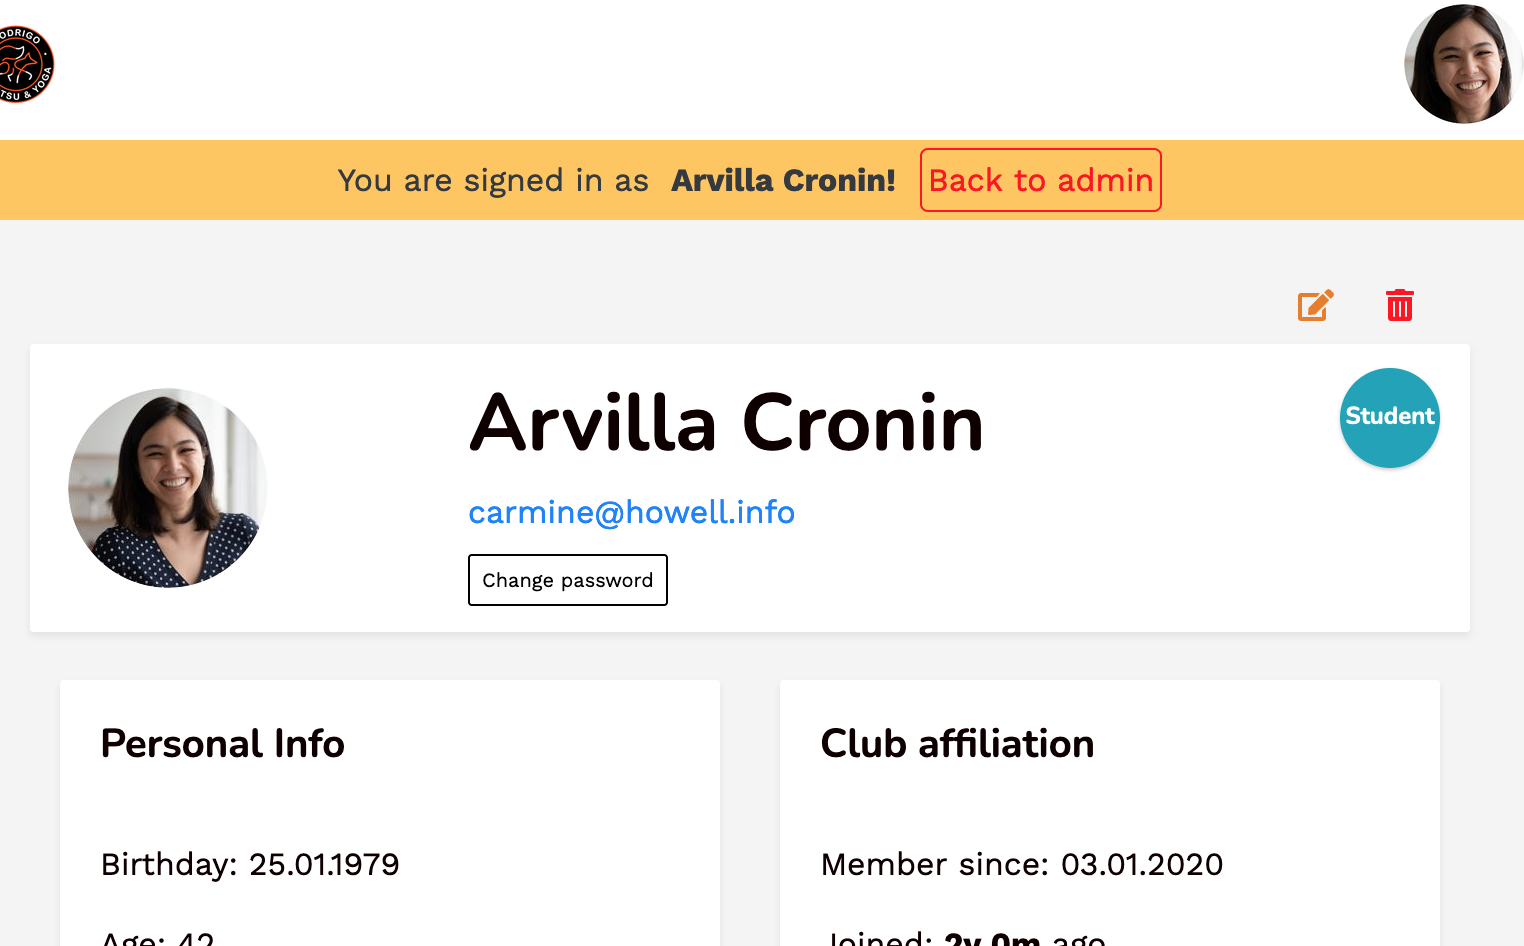 ODRIGO
TSU & YOGA
You are signed in as Arvilla Cronin! Back to admin
Arvilla Cronin
Student
carmine@howell.info
Change password
Personal Info
Birthday: 25.01.1979
Age: 42
Club affiliation
Member since: 03.01.2020
Joined: 2y 0m ago